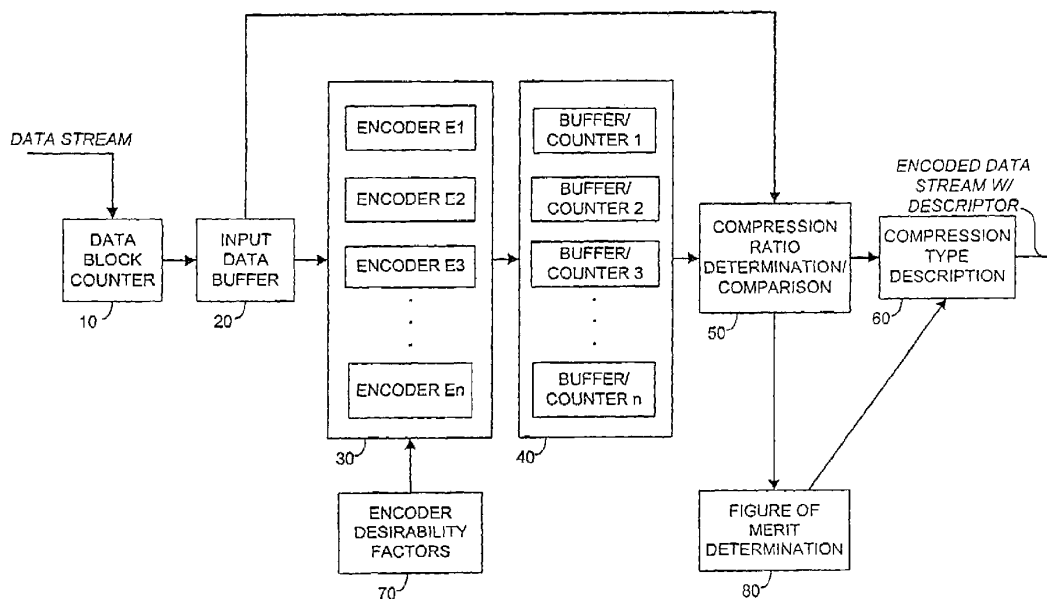 DATA STREAM
DATA
BLOCK
COUNTER
10
INPUT
DATA
BUFFER
20
ENCODER E1
ENCODER E2
ENCODER E3
.
.
.
ENCODER En
30
BUFFER/
COUNTER 1
BUFFER/
COUNTER 2
BUFFER/
COUNTER 3
.
.
.
BUFFER/
COUNTER n
40
COMPRESSION
RATIO
DETERMINATION/
COMPARISON
50
ENCODED DATA
STREAM W/
DESCRIPTOR
COMPRESSION
TYPE
DESCRIPTION
60
ENCODER
DESIRABILITY
FACTORS
70
FIGURE OF
MERIT
DETERMINATION
80